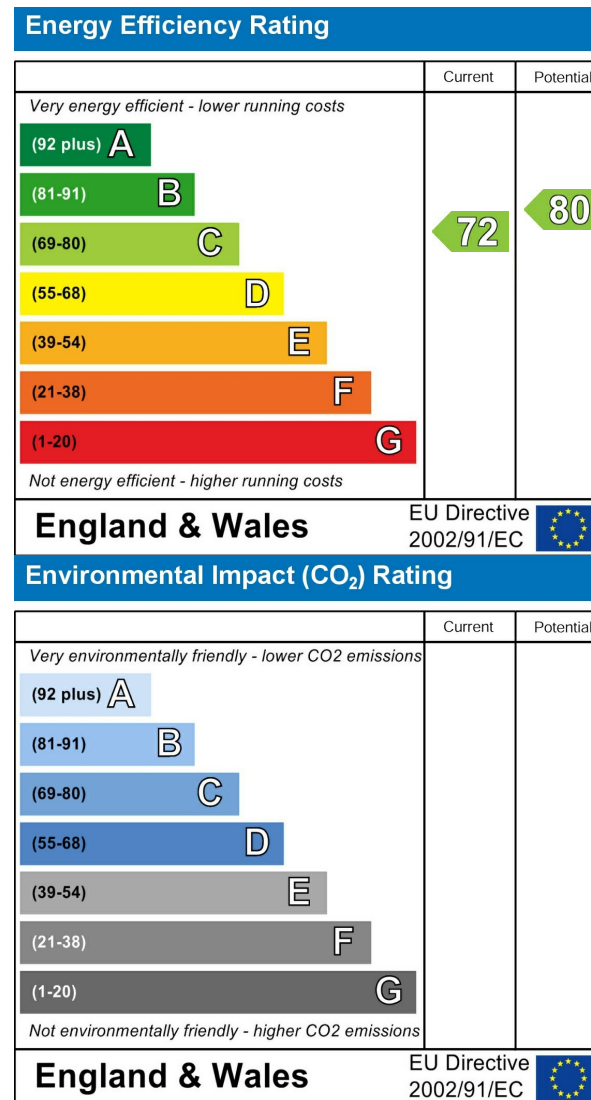 Energy Efficiency Rating
Current Potential
Very energy efficient - lower running costs
(92 plus) A
(81-91) B
(69-80) C
(55-68) D
(39-54) E
(21-38) F
(1-20) G
72
80
Not energy efficient - higher running costs
England & Wales
EU Directive
2002/91/EC
Environmental Impact (CO₂) Rating
Current Potential
Very environmentally friendly - lower CO2 emissions
(92 plus) A
(81-91) B
(69-80) C
(55-68) D
(39-54) E
(21-38) F
(1-20) G
Not environmentally friendly - higher CO2 emissions
England & Wales
EU Directive
2002/91/EC